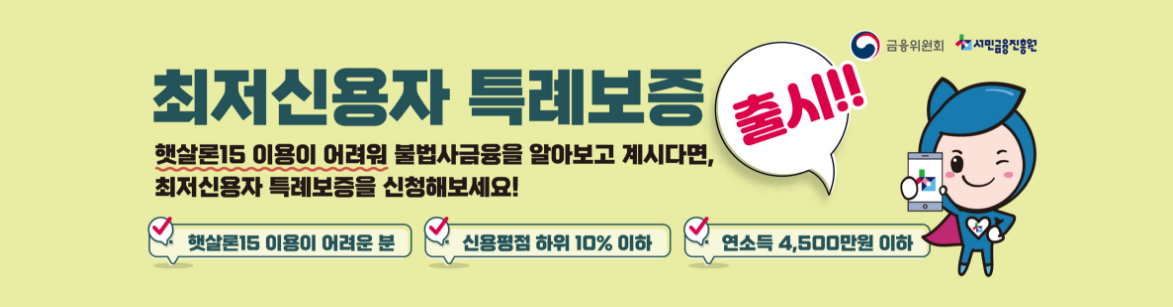 금융위원회 서민금융진흥원
최저신용자 특례보증
출시!!
햇살론15 이용이 어려워 불법사금융을 알아보고 계시다면,
최저신용자 특례보증을 신청해보세요!
햇살론15 이용이 어려운 분
신용평점 하위 10% 이하
연소득 4,500만원 이하